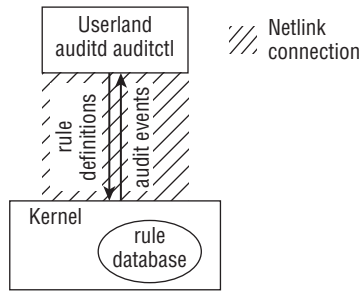 Userland
auditd auditctl
Netlink
connection
rule
definitions
audit events
Kernel
rule
database